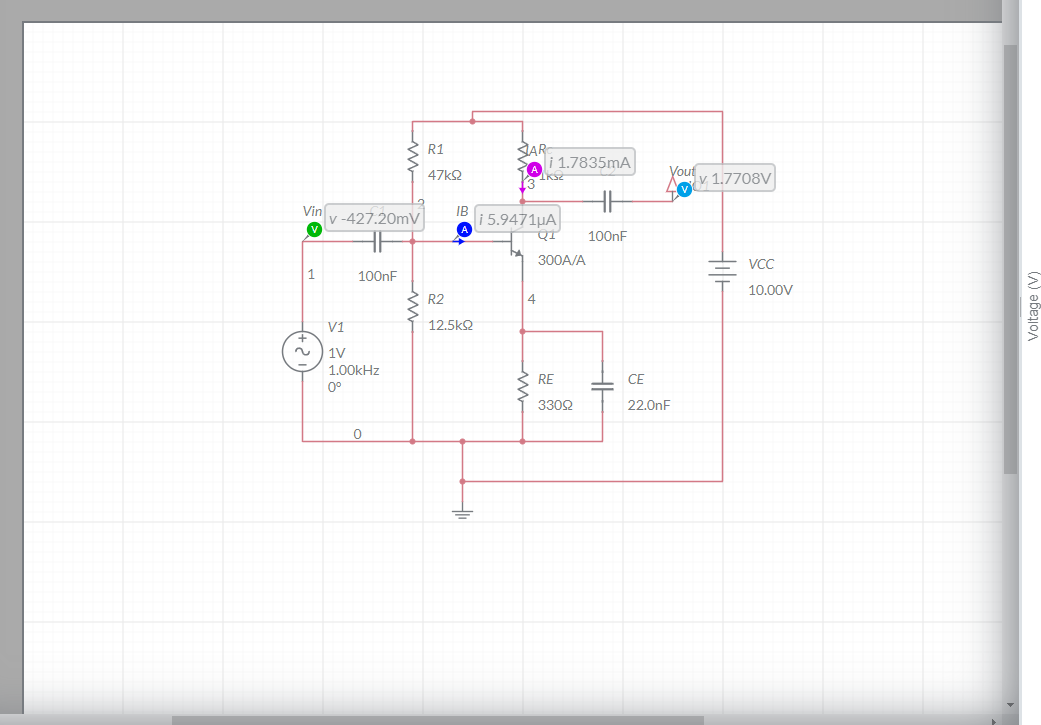 R1
47kΩ
i 1.7835mA
3
Vout
v 1.7708V
Vin
v -427.20mV
IB
i 5.9471µA
V
A
A
V
Q1
100nF
300A/A
1
100nF
VCC
10.00V
4
R2
12.5kΩ
V1
1V
1.00kHz
0°
RE
330Ω
CE
22.0nF
0
Voltage (V)